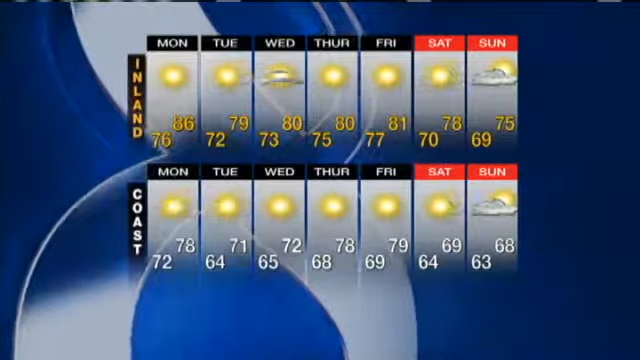 MON TUE WED THUR FRI SAT SUN
INLAND
86 79 80 80 81 78 75
76 72 73 75 77 70 69
MON TUE WED THUR FRI SAT SUN
COAST
78 71 72 78 79 69 68
72 64 65 68 69 64 63